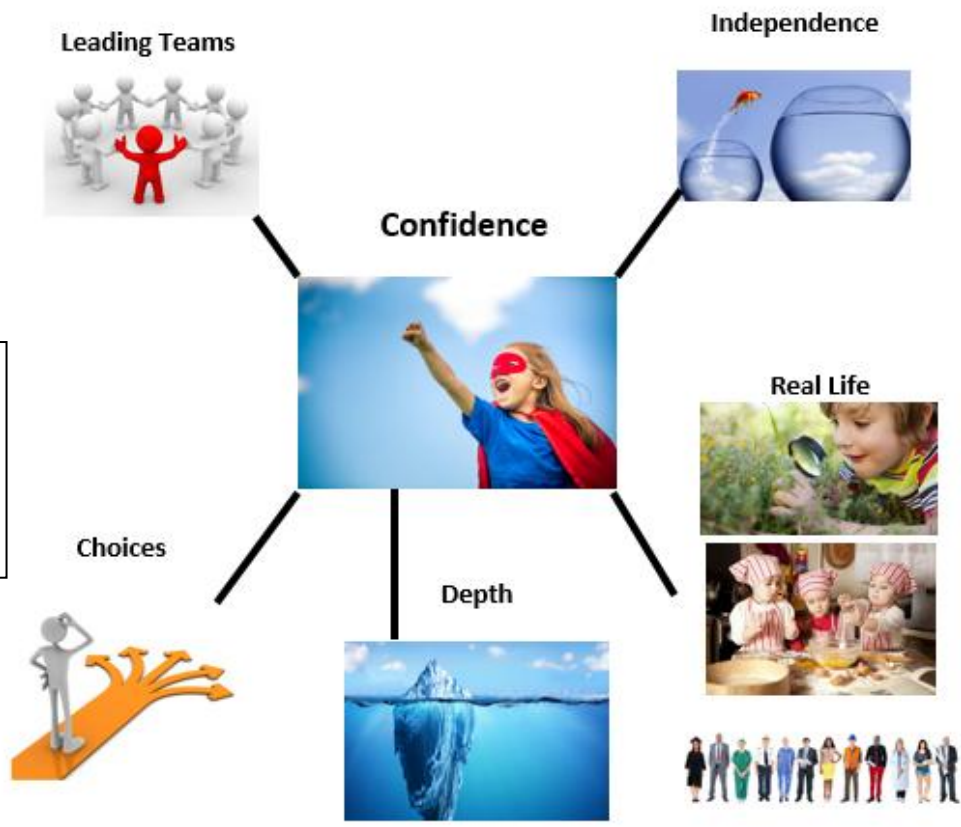 Leading Teams
Independence
Confidence
Real Life
Choices
Depth